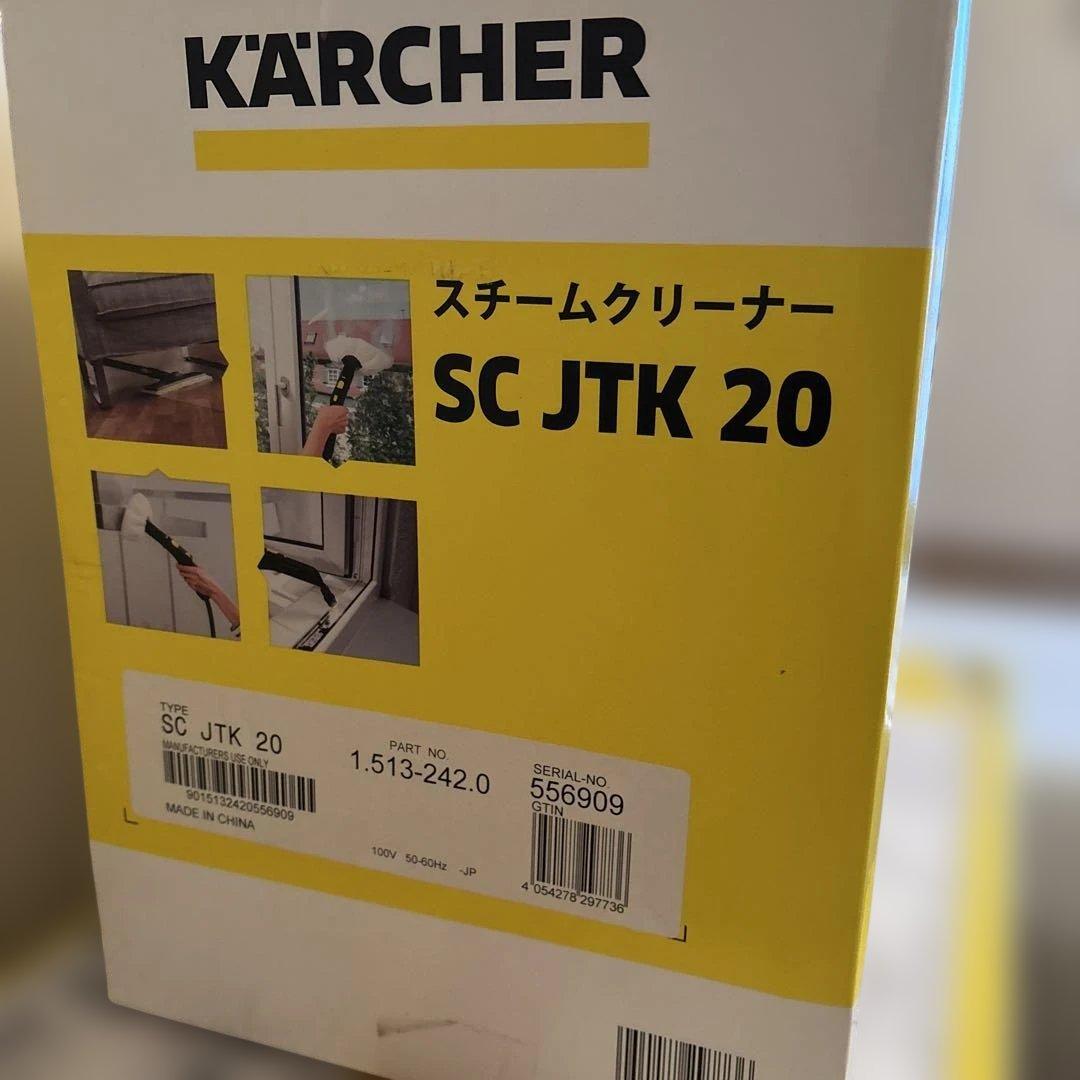 KÄRCHER
スチームクリーナー
SC JTK 20
TYPE
SC JTK 20
MANUFACTURERS USE ONLY
9015132420556909
MADE IN CHINA
PART NO.
1.513-242.0
100V 50-60Hz -JP
SERIAL-NO.
556909
GTIN
4 054278 297736